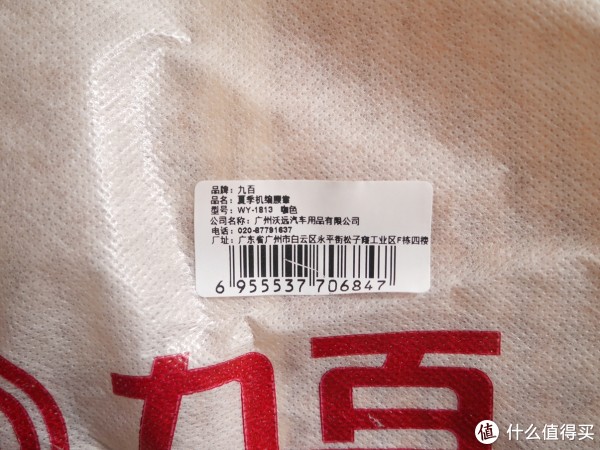 品牌：九百
品名：夏季机编腰靠
型号：WY-1813 咖色
公司名称：广州沃远汽车用品有限公司
电话：020-87791637
厂址：广东省广州市白云区永平街松子窿工业区F栋四楼
6 955537 706847
九百
值 什么值得买